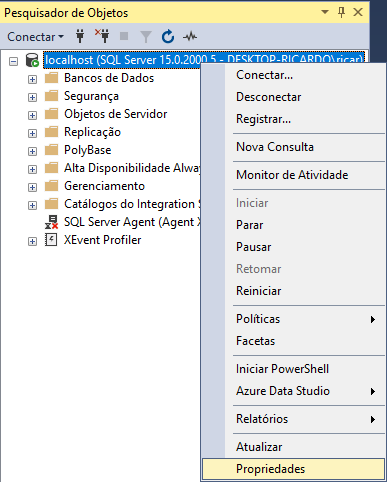 Pesquisador de Objetos
Conectar
localhost (SQL Server 15.0.2000.5 - DESKTOP-RICARDO\ricar)
Bancos de Dados
Segurança
Objetos de Servidor
Replicação
PolyBase
Alta Disponibilidade Alway
Gerenciamento
Catálogos do Integration S
SQL Server Agent (Agent X
XEvent Profiler
Conectar...
Desconectar
Registrar...
Nova Consulta
Monitor de Atividade
Iniciar
Parar
Pausar
Retomar
Reiniciar
Políticas
Facetas
Iniciar PowerShell
Azure Data Studio
Relatórios
Atualizar
Propriedades